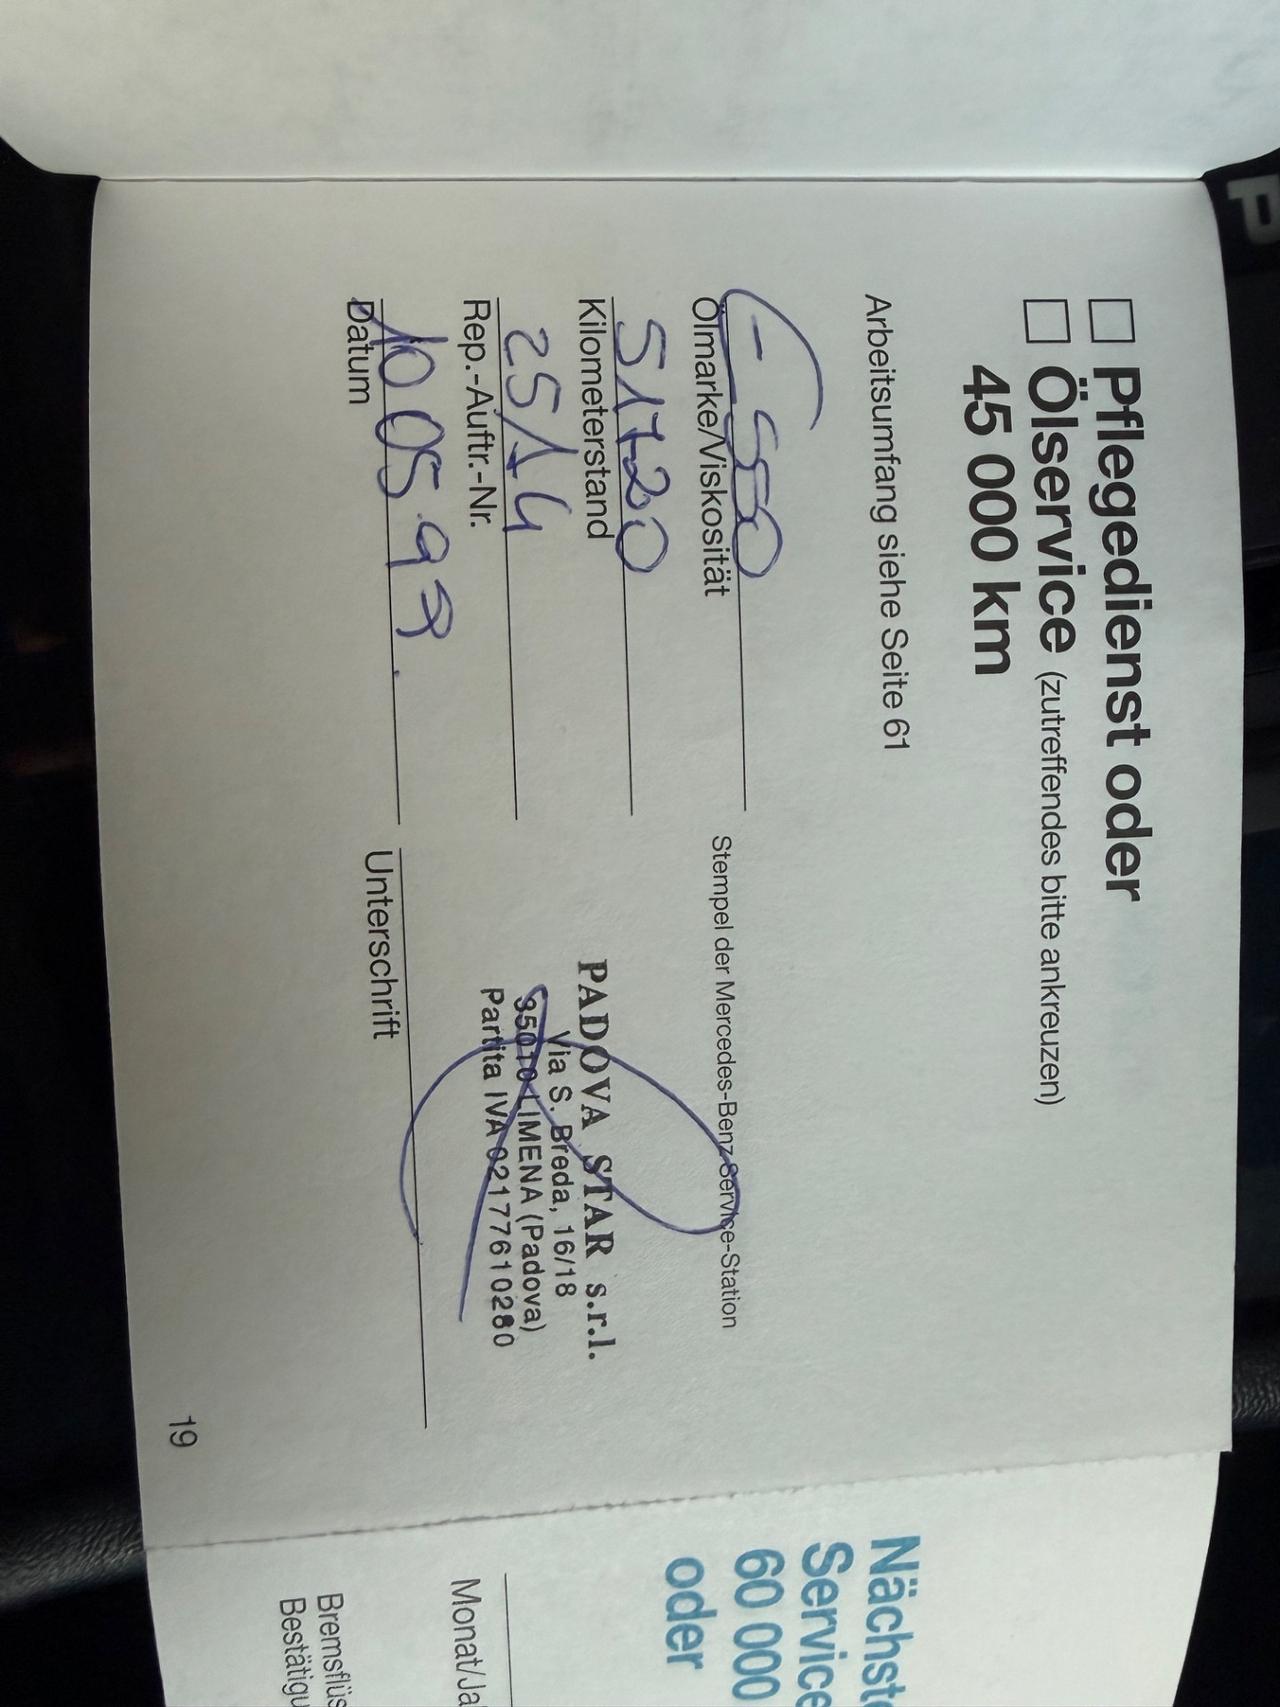 P
Pflegedienst oder
Ölservice (zutreffendes bitte ankreuzen)
45 000 km
Arbeitsumfang siehe Seite 61
Ölmarke/Viskosität
51720
Kilometerstand
2514
Rep.-Auftr.-Nr.
10 05 99.
Datum
Stempel der Mercedes-Benz-Service-Station
PADOVA STAR s.r.l.
Via S. Breda, 16/18
35010 LIMENA (Padova)
Partita IVA 02177610280
Unterschrift
19
Nächst
Service
60 000
oder
Monat/Ja
Bremsflüs
Bestätigu